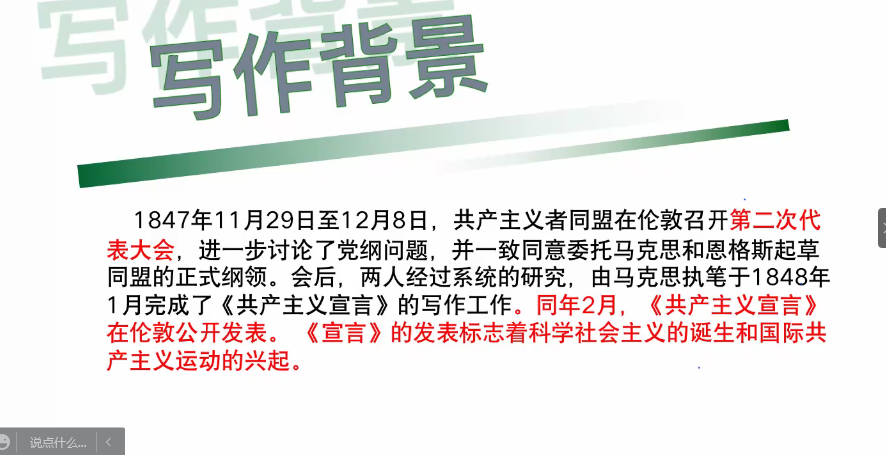 写作背景
1847年11月29日至12月8日，共产主义者同盟在伦敦召开第二次代
表大会，进一步讨论了党纲问题，并一致同意委托马克思和恩格斯起草
同盟的正式纲领。会后，两人经过系统的研究，由马克思执笔于1848年
1月完成了《共产主义宣言》的写作工作。同年2月，《共产主义宣言》
在伦敦公开发表。《宣言》的发表标志着科学社会主义的诞生和国际共
产主义运动的兴起。
说点什么...